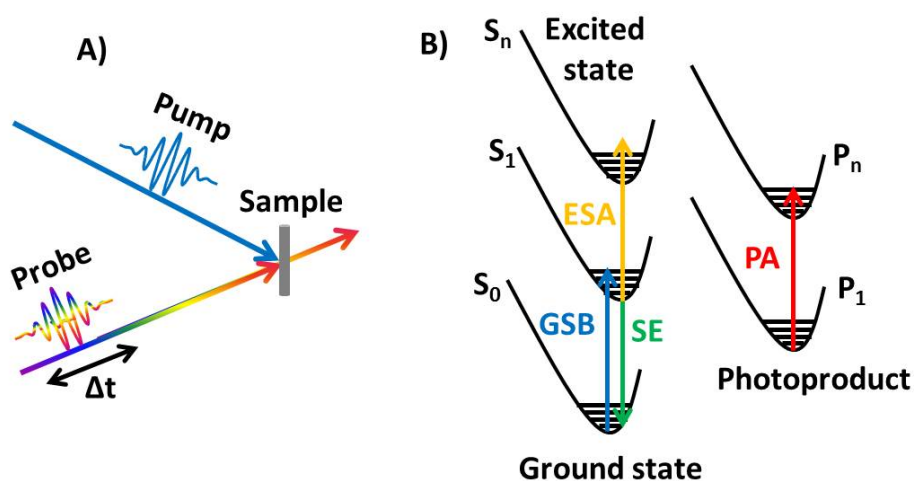 A)
Pump
Sample
Probe
Δt
B)
Sₙ
Excited
state
S₁
ESA
S₀
GSB
SE
Ground state
Pₙ
PA
P₁
Photoproduct